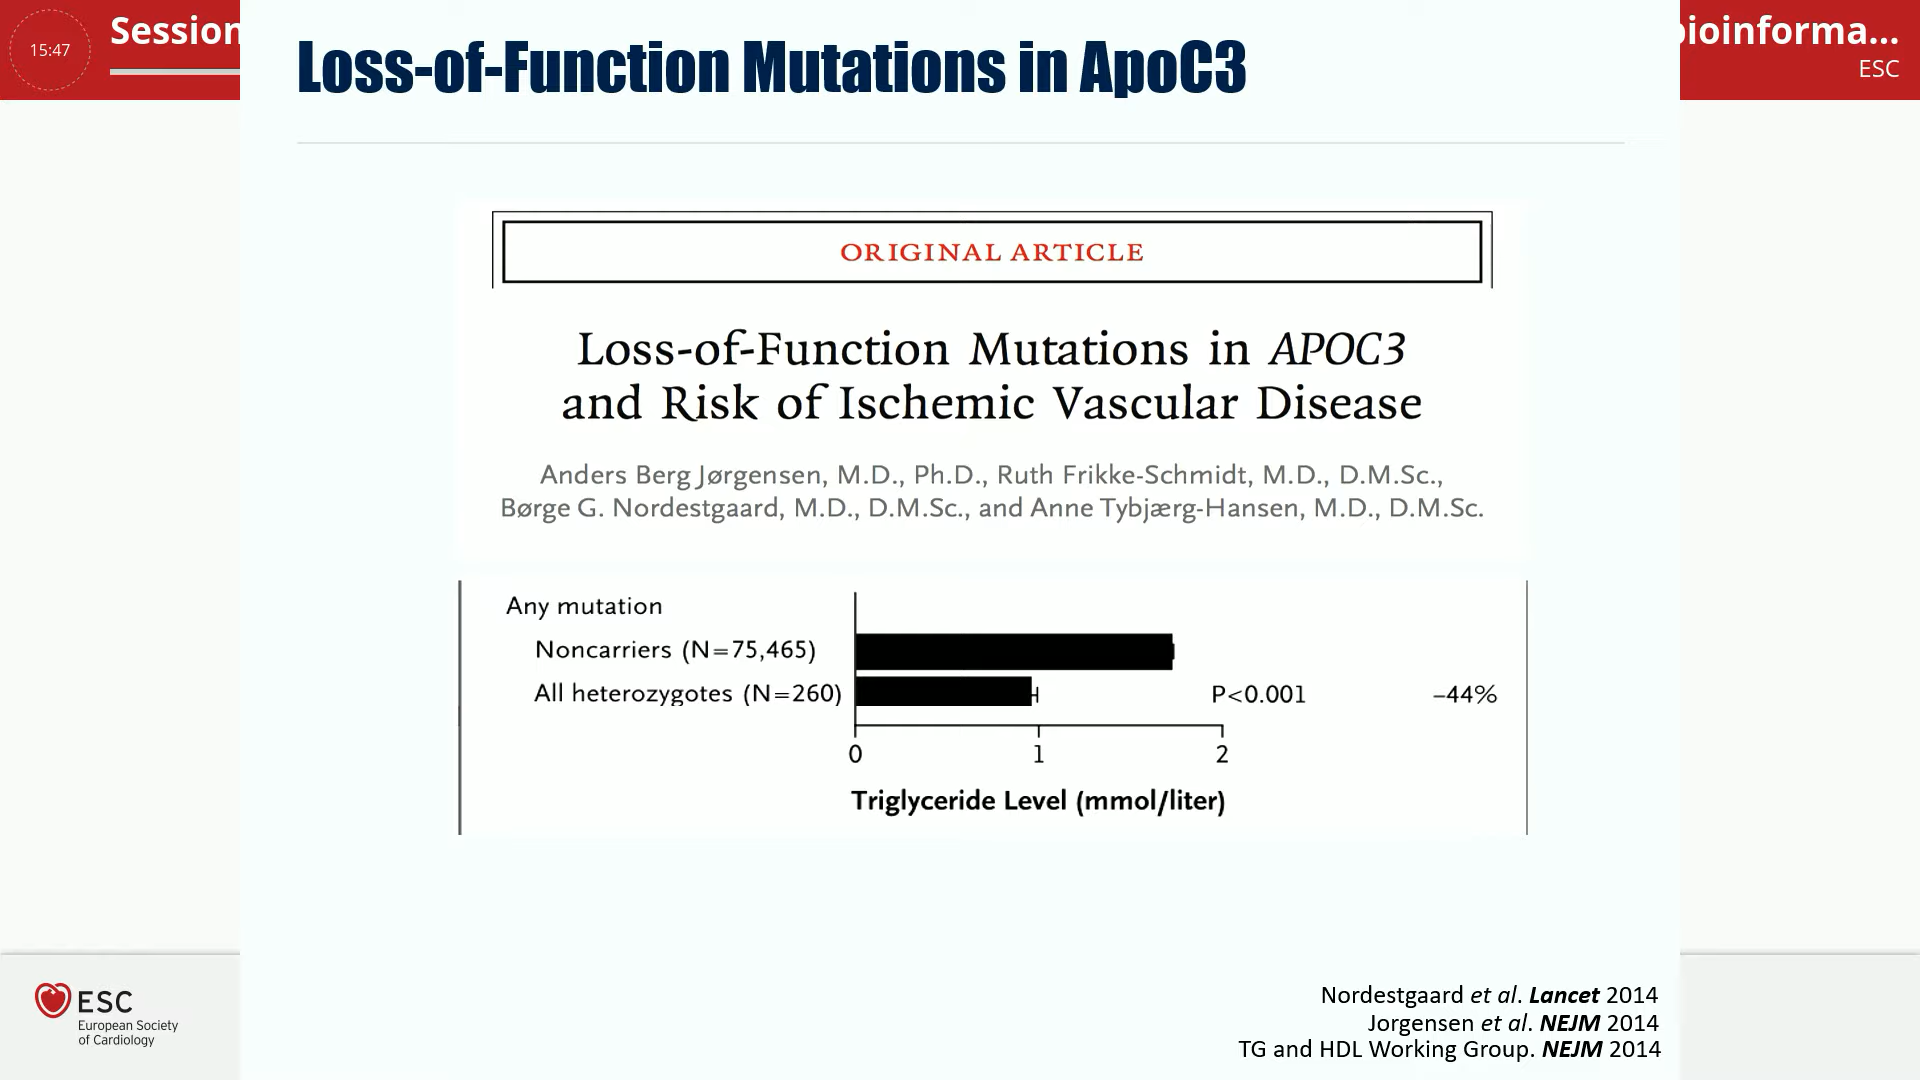 15:47
Session
bioinforma...
ESC
Loss-of-Function Mutations in ApoC3
ORIGINAL ARTICLE
Loss-of-Function Mutations in APOC3
and Risk of Ischemic Vascular Disease
Anders Berg Jørgensen, M.D., Ph.D., Ruth Frikke-Schmidt, M.D., D.M.Sc.,
Børge G. Nordestgaard, M.D., D.M.Sc., and Anne Tybjærg-Hansen, M.D., D.M.Sc.
Any mutation
Noncarriers (N=75,465)
All heterozygotes (N=260) P<0.001 –44%
0 1 2
Triglyceride Level (mmol/liter)
ESC
European Society
of Cardiology
Nordestgaard et al. Lancet 2014
Jorgensen et al. NEJM 2014
TG and HDL Working Group. NEJM 2014